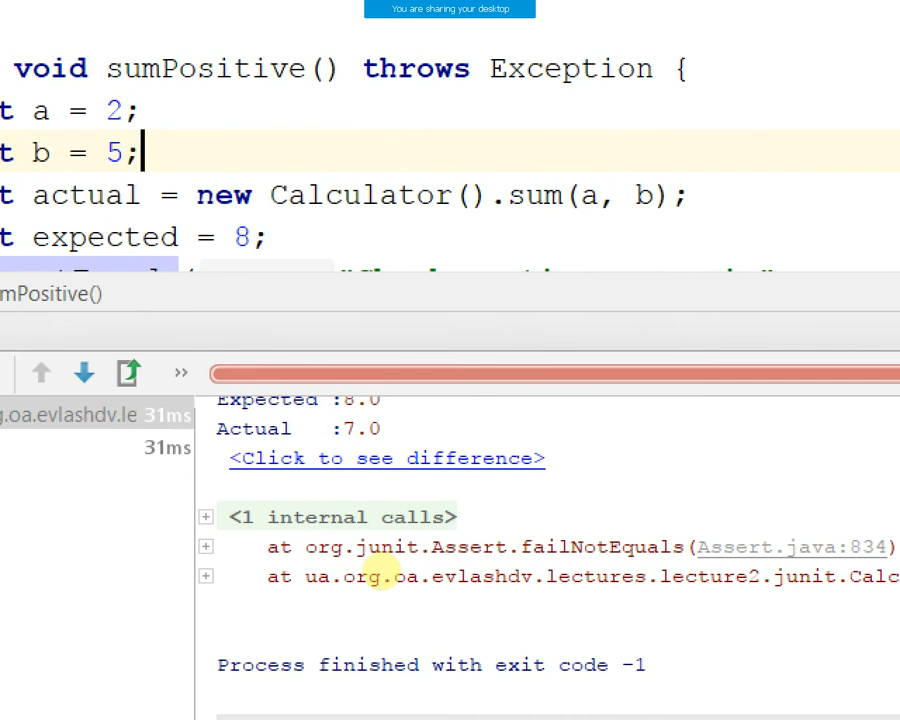 You are sharing your desktop
void sumPositive() throws Exception {
t a = 2;
t b = 5;
t actual = new Calculator().sum(a, b);
t expected = 8;
mPositive()
g.oa.evlashdv.le 31ms
31ms
Expected :8.0
Actual :7.0
<Click to see difference>
<1 internal calls>
at org.junit.Assert.failNotEquals(Assert.java:834)
at ua.org.oa.evlashdv.lectures.lecture2.junit.Calc
Process finished with exit code -1